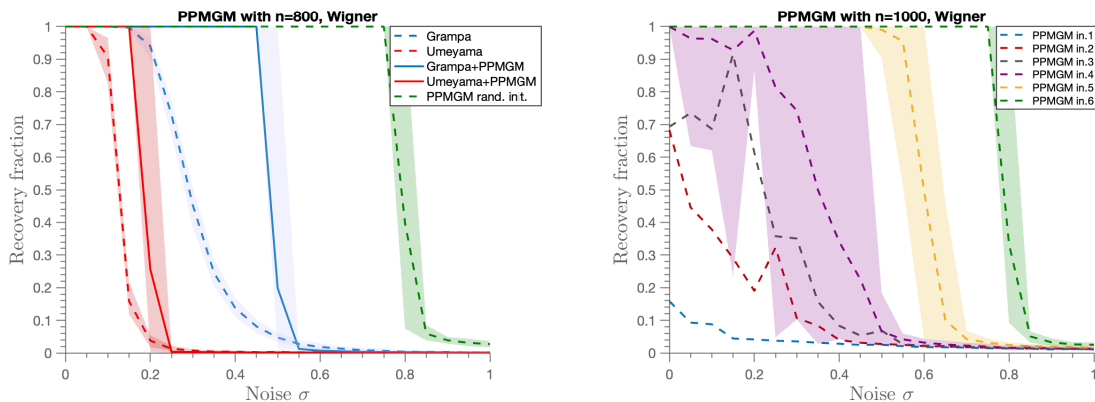 PPMGM with n=800, Wigner
Recovery fraction
1
0.9
0.8
0.7
0.6
0.5
0.4
0.3
0.2
0.1
0
0
0.2
0.4
0.6
0.8
1
Noise σ
Grampa
Umeyama
Grampa+PPMGM
Umeyama+PPMGM
PPMGM rand. init.
PPMGM with n=1000, Wigner
Recovery fraction
1
0.9
0.8
0.7
0.6
0.5
0.4
0.3
0.2
0.1
0
0
0.2
0.4
0.6
0.8
1
Noise σ
PPMGM in.1
PPMGM in.2
PPMGM in.3
PPMGM in.4
PPMGM in.5
PPMGM in.6